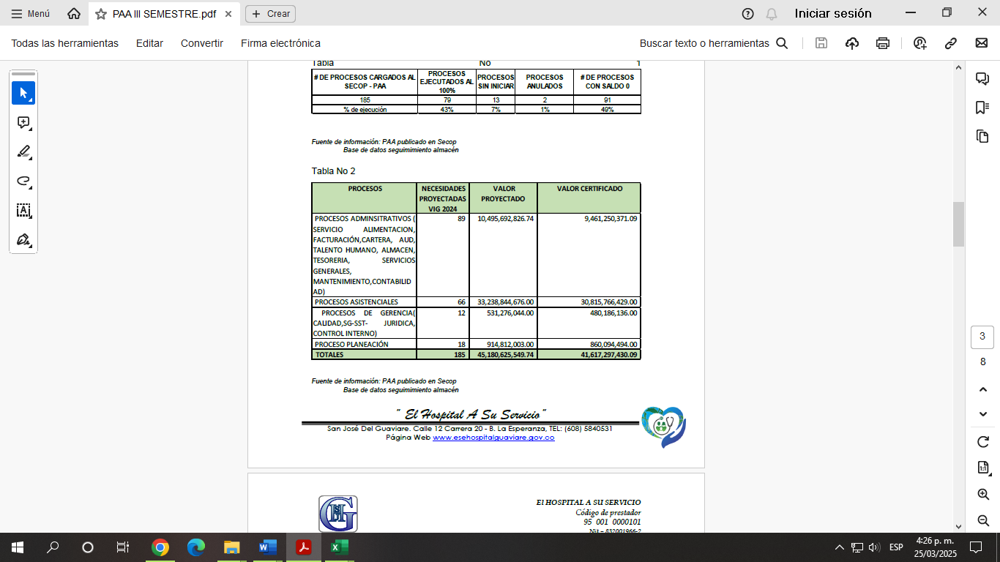 Menú
PAA III SEMESTRE.pdf
Crear
Iniciar sesión
Todas las herramientas
Editar
Convertir
Firma electrónica
Buscar texto o herramientas
Tabla No 1
# DE PROCESOS CARGADOS AL SECOP - PAA
PROCESOS EJECUTADOS AL 100%
PROCESOS SIN INICIAR
PROCESOS ANULADOS
# DE PROCESOS CON SALDO 0
185 79 13 2 91
% de ejecución 43% 7% 1% 49%
Fuente de información: PAA publicado en Secop
Base de datos seguimimiento almacén
Tabla No 2
PROCESOS
NECESIDADES PROYECTADAS VIG 2024
VALOR PROYECTADO
VALOR CERTIFICADO
PROCESOS ADMINSITRATIVOS ( 89 10,495,692,826.74 9,461,250,371.09
SERVICIO ALIMENTACION,
FACTURACIÓN,CARTERA, AUD,
TALENTO HUMANO, ALMACEN,
TESORERIA, SERVICIOS
GENERALES,
MANTENIMIENTO,CONTABILID
AD)
PROCESOS ASISTENCIALES 66 33,238,844,676.00 30,815,766,429.00
PROCESOS DE GERENCIA( 12 531,276,044.00 480,186,136.00
CALIDAD,SG-SST- JURIDICA,
CONTROL INTERNO)
PROCESO PLANEACIÓN 18 914,812,003.00 860,094,494.00
TOTALES 185 45,180,625,549.74 41,617,297,430.09
Fuente de información: PAA publicado en Secop
Base de datos seguimimiento almacén
" El Hospital A Su Servicio"
San José Del Guaviare. Calle 12 Carrera 20 - B. La Esperanza, TEL: (608) 5840531
Página Web www.esehospitalguaviare.gov.co
El HOSPITAL A SU SERVICIO
Código de prestador
95 001 0000101
Nit – 832001966-2
3
8
1:1
ESP
4:26 p. m.
25/03/2025